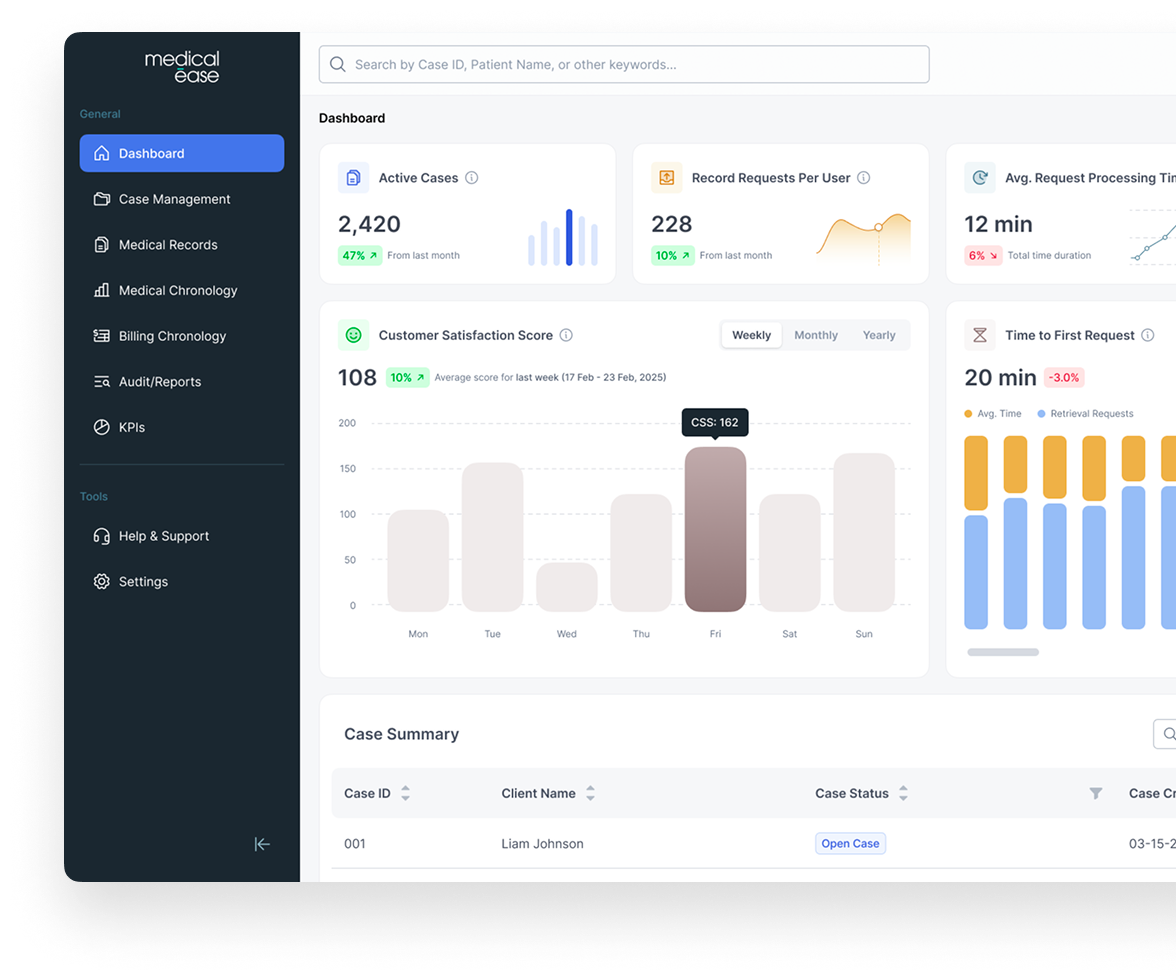 medical
ease
General
Dashboard
Case Management
Medical Records
Medical Chronology
Billing Chronology
Audit/Reports
KPIs
Tools
Help & Support
Settings
Search by Case ID, Patient Name, or other keywords...
Dashboard
Active Cases
2,420
47% From last month
Record Requests Per User
228
10% From last month
Avg. Request Processing
12 min
6% Total time duration
Customer Satisfaction Score
Weekly Monthly Yearly
108 10% Average score for last week (17 Feb - 23 Feb, 2025)
CSS: 162
200
150
100
50
0
Mon Tue Wed Thu Fri Sat Sun
Time to First Request
20 min -3.0%
Avg. Time Retrieval Requests
Case Summary
Case ID Client Name Case Status Case
001 Liam Johnson Open Case 03-15-2